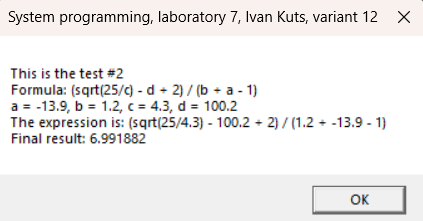 System programming, laboratory 7, Ivan Kuts, variant 12
This is the test #2
Formula: (sqrt(25/c) - d + 2) / (b + a - 1)
a = -13.9, b = 1.2, c = 4.3, d = 100.2
The expression is: (sqrt(25/4.3) - 100.2 + 2) / (1.2 + -13.9 - 1)
Final result: 6.991882
OK